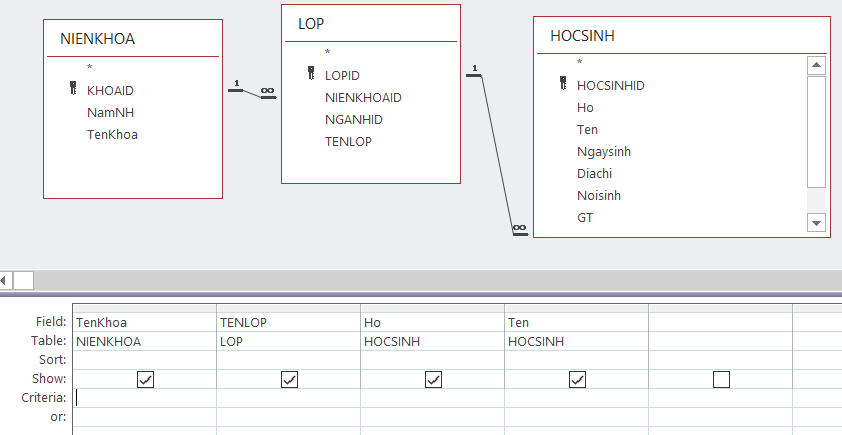 NIENKHOA
*
KHOAID
NamNH
TenKhoa
1 ∞
LOP
*
LOPID
NIENKHOAID
NGANHID
TENLOP
1 ∞
HOCSINH
*
HOCSINHID
Ho
Ten
Ngaysinh
Diachi
Noisinh
GT
Field: TenKhoa TENLOP Ho Ten
Table: NIENKHOA LOP HOCSINH HOCSINH
Sort:
Show:
Criteria:
or: